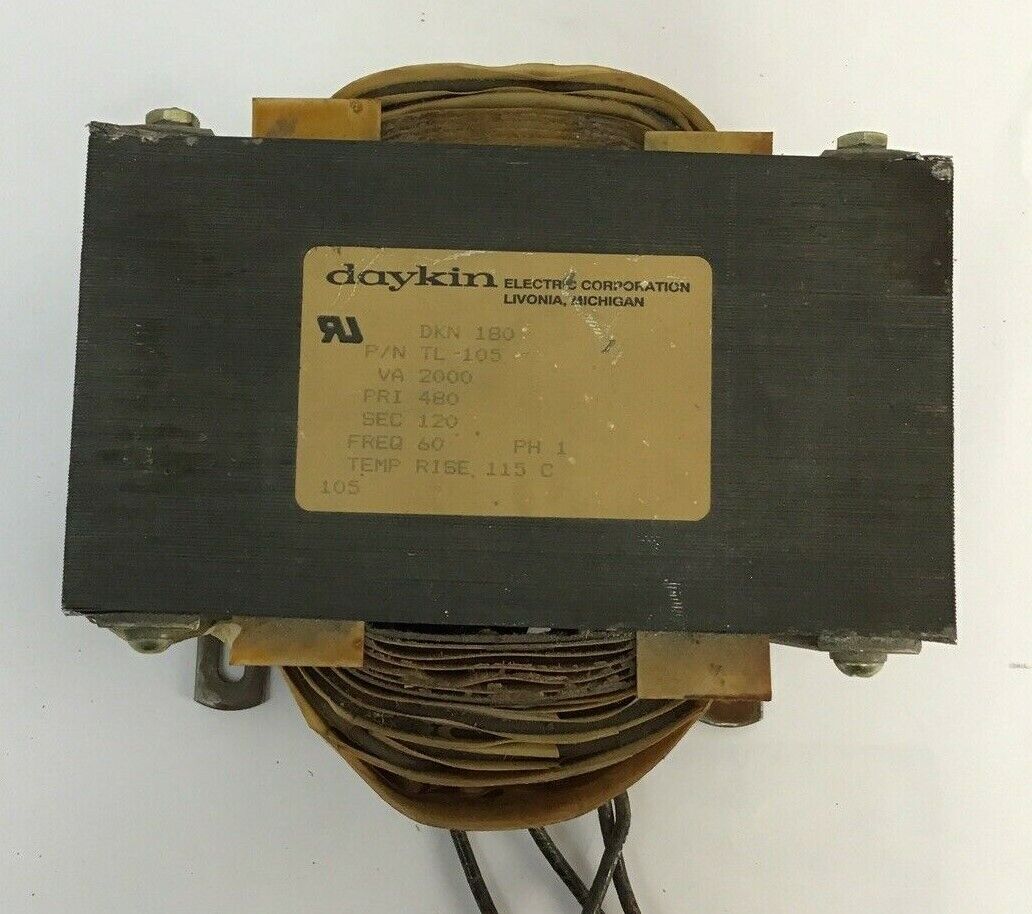 daykin ELECTRIC CORPORATION
LIVONIA, MICHIGAN
DKN 180
P/N TL-105
VA 2000
PRI 480
SEC 120
FREQ 60 PH 1
TEMP RISE 115 C
105